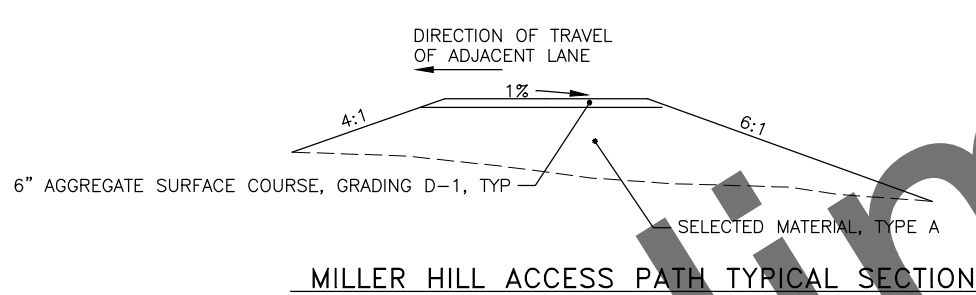 DIRECTION OF TRAVEL
OF ADJACENT LANE
1%
4:1
6:1
6” AGGREGATE SURFACE COURSE, GRADING D-1, TYP
SELECTED MATERIAL, TYPE A
MILLER HILL ACCESS PATH TYPICAL SECTION